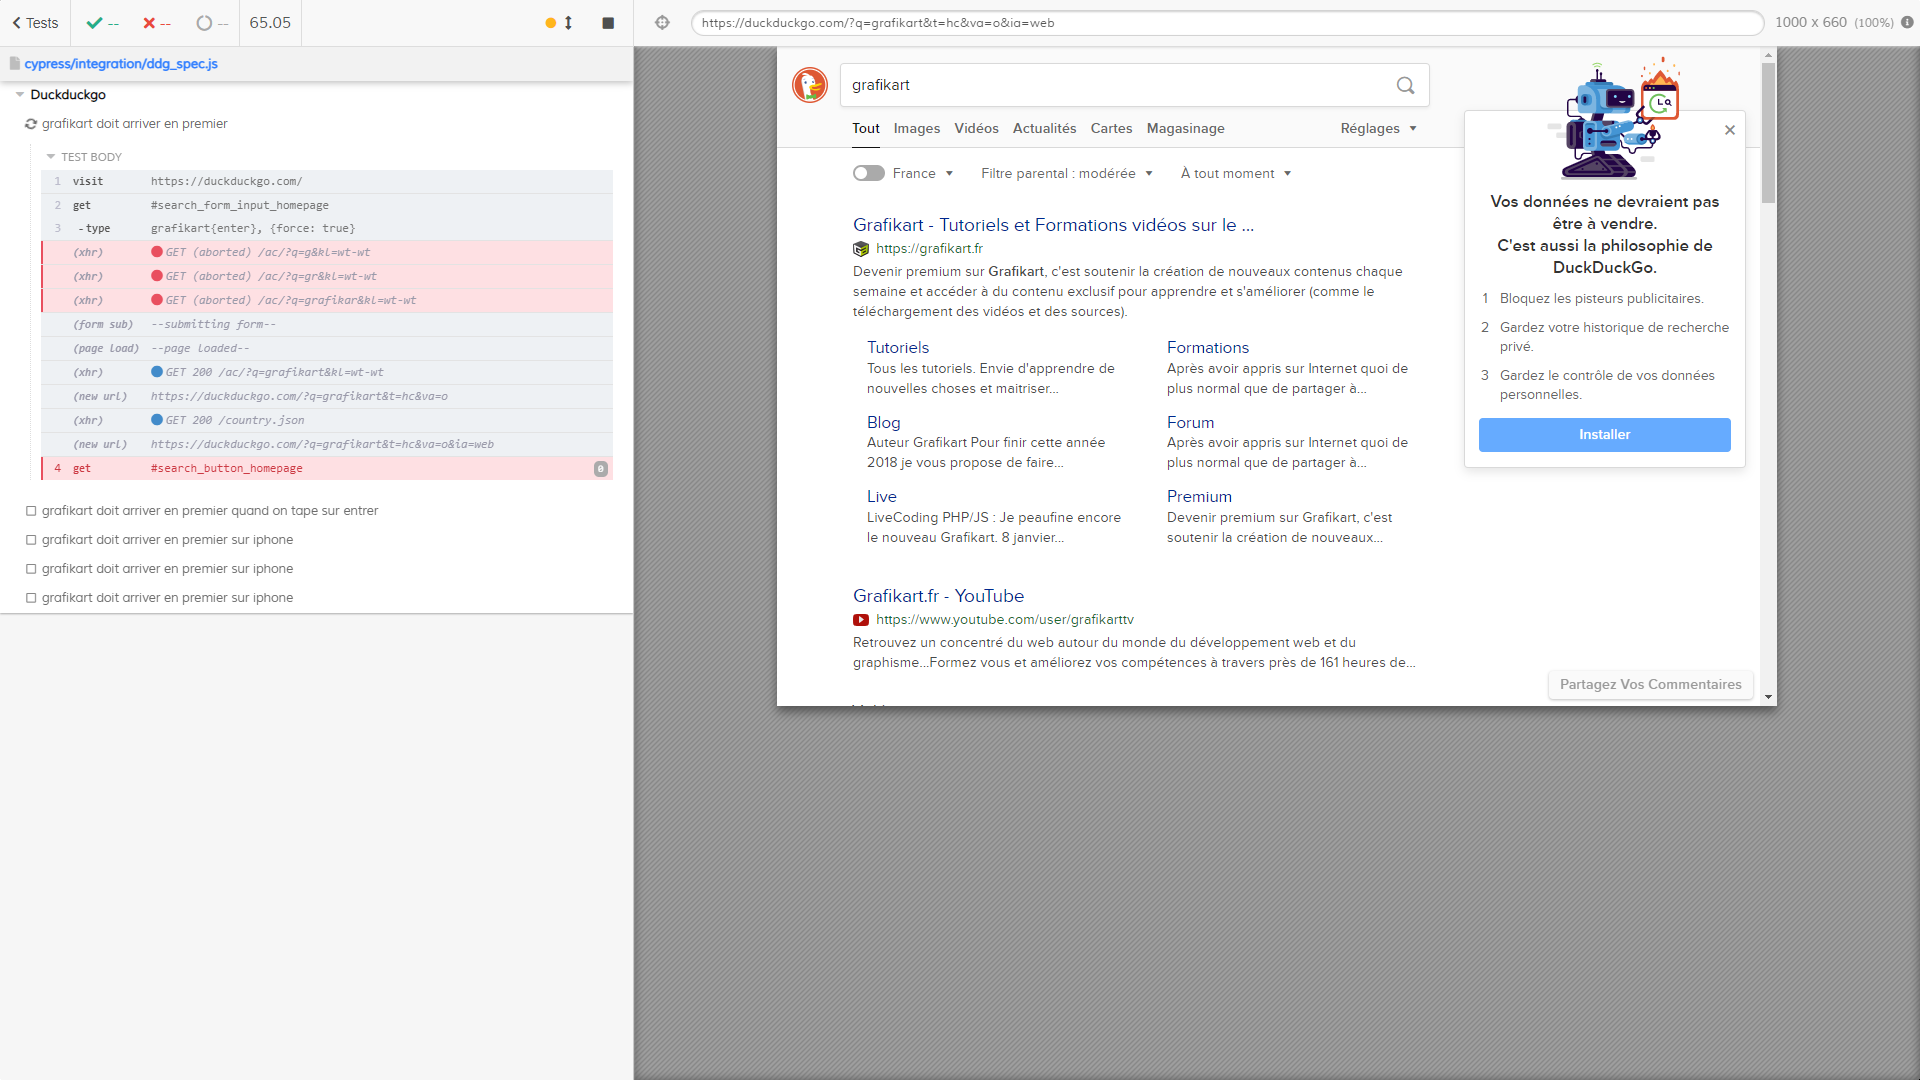 Tests
--
--
--
65.05
https://duckduckgo.com/?q=grafikart&t=hc&va=o&ia=web
1000 x 660 (100%)
cypress/integration/ddg_spec.js
Duckduckgo
grafikart doit arriver en premier
TEST BODY
1 visit https://duckduckgo.com/
2 get #search_form_input_homepage
3 - type grafikart{enter}, {force: true}
(xhr) GET (aborted) /ac/?q=g&kl=wt-wt
(xhr) GET (aborted) /ac/?q=gr&kl=wt-wt
(xhr) GET (aborted) /ac/?q=grafikar&kl=wt-wt
(form sub) --submitting form--
(page load) --page loaded--
(xhr) GET 200 /ac/?q=grafikart&kl=wt-wt
(new url) https://duckduckgo.com/?q=grafikart&t=hc&va=o
(xhr) GET 200 /country.json
(new url) https://duckduckgo.com/?q=grafikart&t=hc&va=o&ia=web
4 get #search_button_homepage 0
grafikart doit arriver en premier quand on tape sur entrer
grafikart doit arriver en premier sur iphone
grafikart doit arriver en premier sur iphone
grafikart doit arriver en premier sur iphone
grafikart
Tout Images Vidéos Actualités Cartes Magasinage Réglages
France Filtre parental : modérée À tout moment
Grafikart - Tutoriels et Formations vidéos sur le ...
https://grafikart.fr
Devenir premium sur Grafikart, c'est soutenir la création de nouveaux contenus chaque
semaine et accéder à du contenu exclusif pour apprendre et s'améliorer (comme le
téléchargement des vidéos et des sources).
Tutoriels
Tous les tutoriels. Envie d'apprendre de
nouvelles choses et maitriser...
Formations
Après avoir appris sur Internet quoi de
plus normal que de partager à...
Blog
Auteur Grafikart Pour finir cette année
2018 je vous propose de faire...
Forum
Après avoir appris sur Internet quoi de
plus normal que de partager à...
Live
LiveCoding PHP/JS : Je peaufine encore
le nouveau Grafikart. 8 janvier...
Premium
Devenir premium sur Grafikart, c'est
soutenir la création de nouveaux...
Grafikart.fr - YouTube
https://www.youtube.com/user/grafikarttv
Retrouvez un concentré du web autour du monde du développement web et du
graphisme...Formez vous et améliorez vos compétences à travers près de 161 heures de...
Vos données ne devraient pas
être à vendre.
C'est aussi la philosophie de
DuckDuckGo.
1 Bloquez les pisteurs publicitaires.
2 Gardez votre historique de recherche
privé.
3 Gardez le contrôle de vos données
personnelles.
Installer
Partagez Vos Commentaires